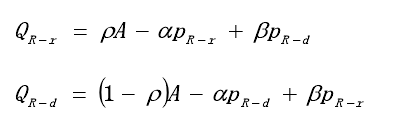 Q_{R-r} = ρA − αp_{R-r} + βp_{R-d}
Q_{R-d} = (1 − ρ)A − αp_{R-d} + βp_{R-r}